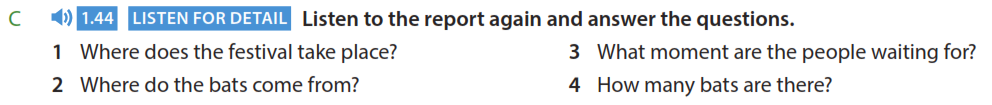 C 1.44 LISTEN FOR DETAIL Listen to the report again and answer the questions.
1 Where does the festival take place?
2 Where do the bats come from?
3 What moment are the people waiting for?
4 How many bats are there?